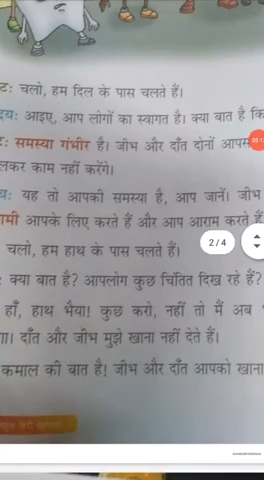 टः चलो, हम दिल के पास चलते हैं।
दयः आइए, आप लोगों का स्वागत है। क्या बात है कि
टः समस्या गंभीर है। जीभ और दाँत दोनों आपस
लकर काम नहीं करेंगे।
यः यह तो आपकी समस्या है, आप जानें। जीभ
ामी आपके लिए करते हैं और आप आराम करते हैं
चलो, हम हाथ के पास चलते हैं।
2/4
: क्या बात है? आपलोग कुछ चिंतित दिख रहे हैं?
हाँ, हाथ भैया! कुछ करो, नहीं तो मैं अब
गा। दाँत और जीभ मुझे खाना नहीं देते हैं।
कमाल की बात है! जीभ और दाँत आपको खाना